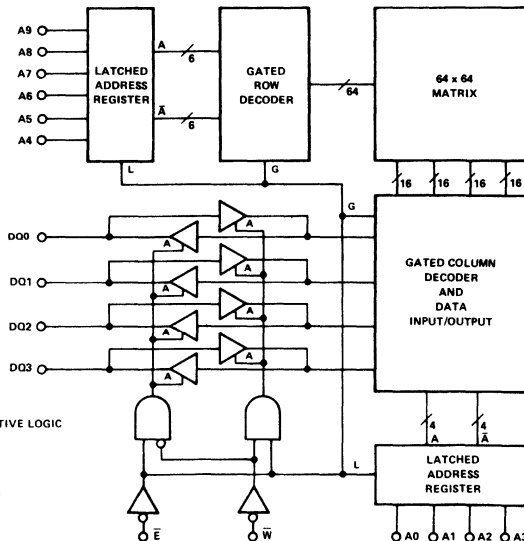 A9
A8
A7
A6
A5
A4
LATCHED
ADDRESS
REGISTER
A
6
Ā
6
GATED
ROW
DECODER
64
64 x 64
MATRIX
L
G
16 16 16 16
G
DQ0
DQ1
DQ2
DQ3
A
A
A
A
A
A
A
A
GATED COLUMN
DECODER
AND
DATA
INPUT/OUTPUT
TIVE LOGIC
4
A
4
Ā
L
LATCHED
ADDRESS
REGISTER
E̅
W̅
A0 A1 A2 A3